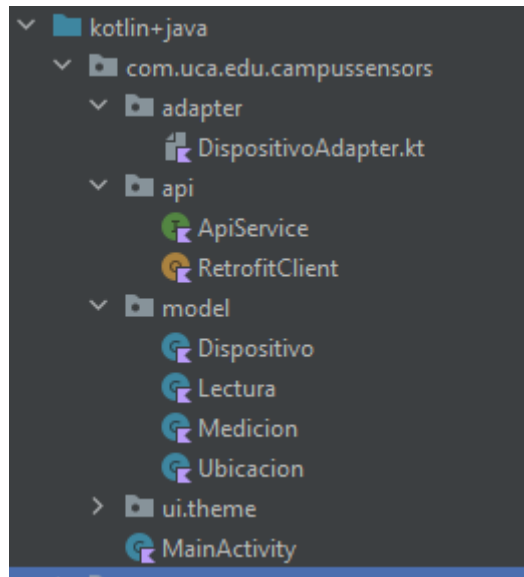 kotlin+java
com.uca.edu.campussensors
adapter
DispositivoAdapter.kt
api
ApiService
RetrofitClient
model
Dispositivo
Lectura
Medicion
Ubicacion
ui.theme
MainActivity